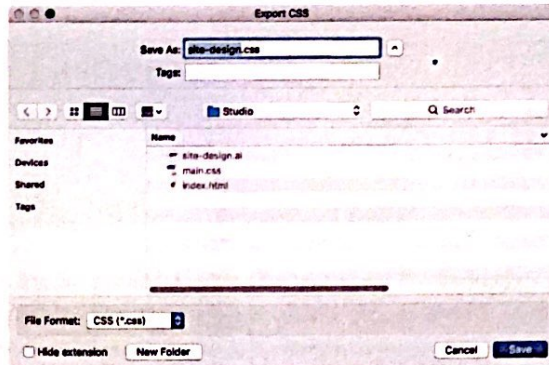 Export CSS
Save As: site-design.css
Tags:
Studio
Search
Favorites
Devices
Shared
Tags
Name
site-design.ai
main.css
index.html
File Format: CSS (*.css)
Hide extension
New Folder
Cancel
Save